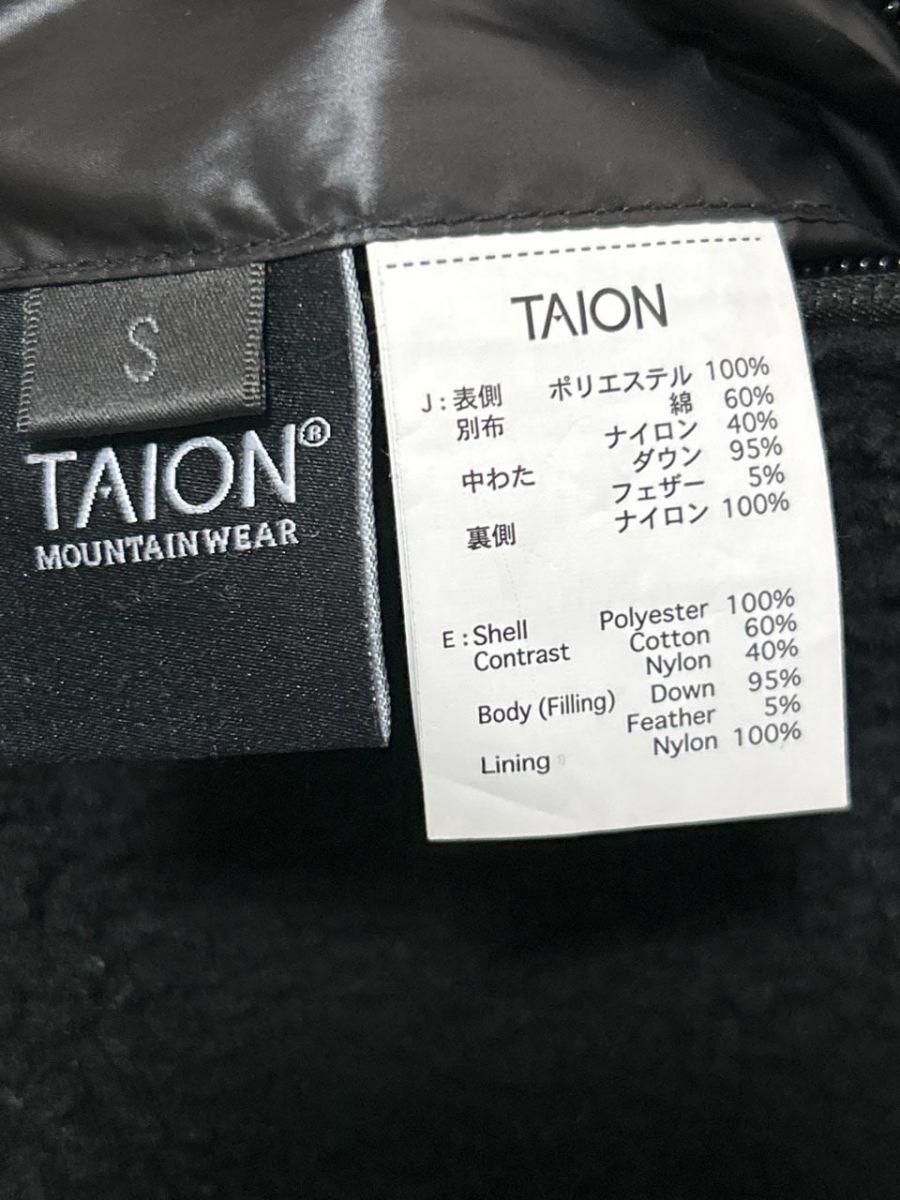 S
TAION®
MOUNTAIN WEAR
TAION
J : 表側 ポリエステル 100%
別布 綿 60%
ナイロン 40%
中わた ダウン 95%
フェザー 5%
裏側 ナイロン 100%
E : Shell Polyester 100%
Contrast Cotton 60%
Nylon 40%
Body (Filling) Down 95%
Feather 5%
Lining Nylon 100%